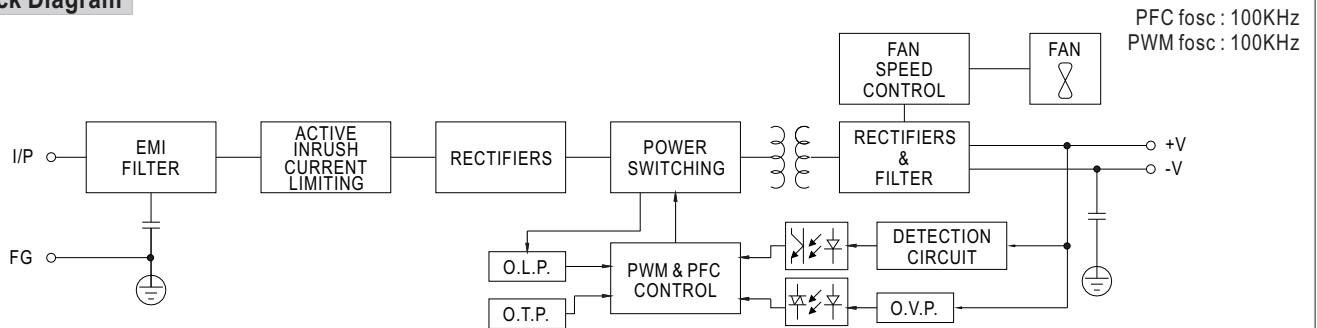 ck Diagram
PFC fosc : 100KHz
PWM fosc : 100KHz
FAN
SPEED
CONTROL
FAN
I/P
EMI
FILTER
ACTIVE
INRUSH
CURRENT
LIMITING
RECTIFIERS
POWER
SWITCHING
RECTIFIERS
&
FILTER
+V
-V
FG
O.L.P.
O.T.P.
PWM & PFC
CONTROL
DETECTION
CIRCUIT
O.V.P.